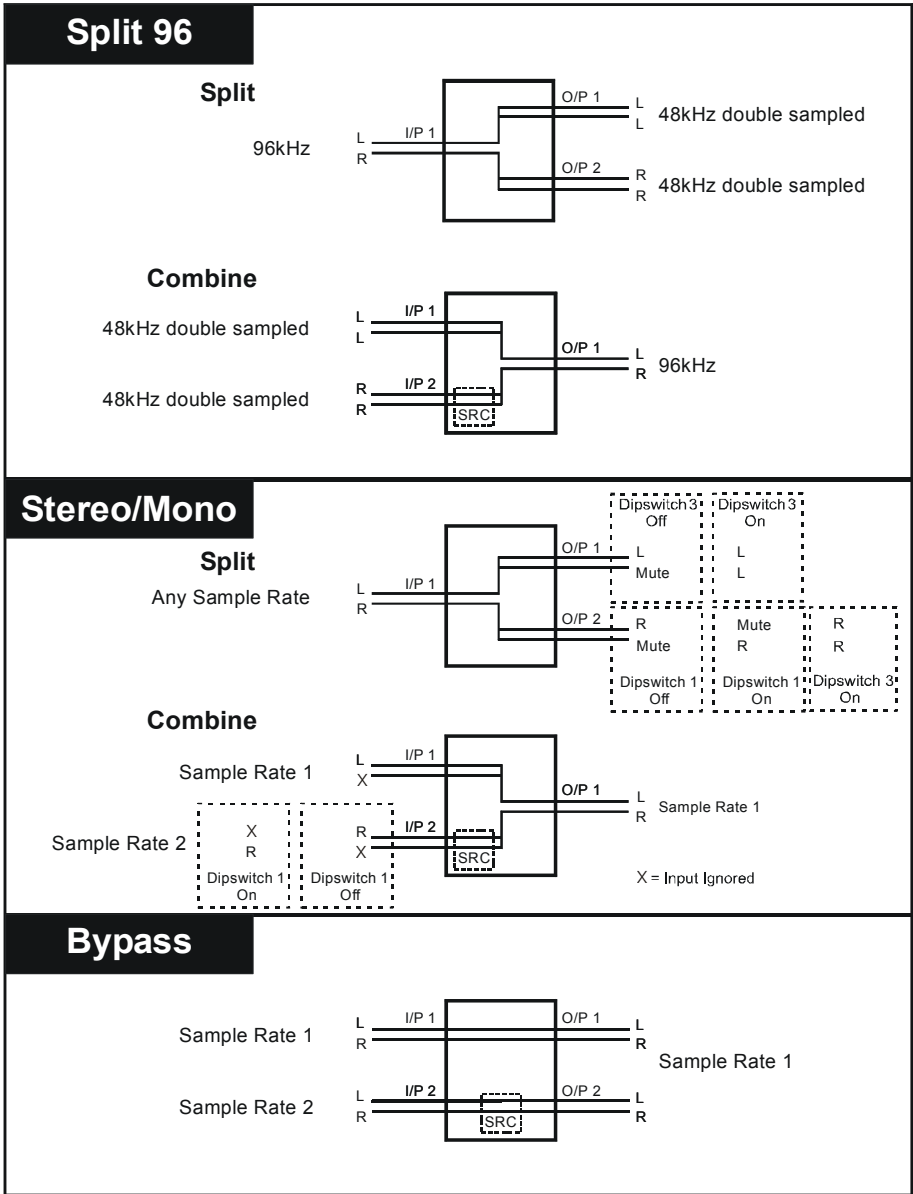 Split 96
Split
96kHz
L
R
I/P 1
O/P 1
L
L
48kHz double sampled
O/P 2
R
R
48kHz double sampled
Combine
48kHz double sampled
L
L
I/P 1
48kHz double sampled
R
R
I/P 2
SRC
O/P 1
L
R
96kHz
Stereo/Mono
Split
Any Sample Rate
L
R
I/P 1
O/P 1
Dipswitch 3
Off
L
Mute
Dipswitch 3
On
L
L
O/P 2
R
Mute
Dipswitch 1
Off
Mute
R
Dipswitch 1
On
R
R
Dipswitch 3
On
Combine
Sample Rate 1
L
X
I/P 1
Sample Rate 2
X
R
Dipswitch 1
On
R
X
Dipswitch 1
Off
I/P 2
SRC
O/P 1
L
R
Sample Rate 1
X = Input Ignored
Bypass
Sample Rate 1
L
R
I/P 1
O/P 1
L
R
Sample Rate 1
Sample Rate 2
L
R
I/P 2
SRC
O/P 2
L
R